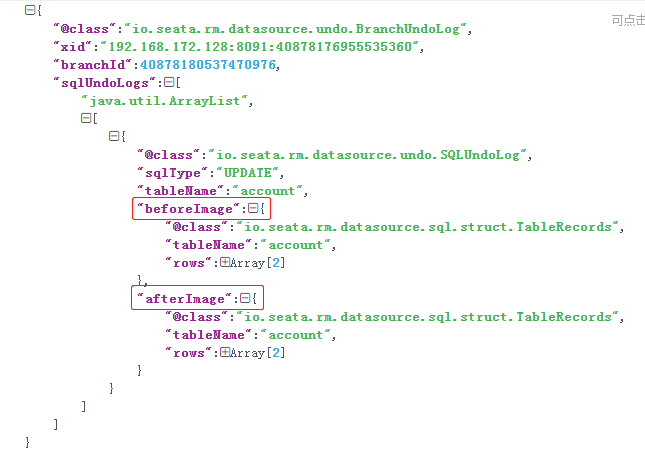 {
可点击
"@class":"io.seata.rm.datasource.undo.BranchUndoLog",
"xid":"192.168.172.128:8091:40878176955535360",
"branchId":40878180537470976,
"sqlUndoLogs":[
"java.util.ArrayList",
[
{
"@class":"io.seata.rm.datasource.undo.SQLUndoLog",
"sqlType":"UPDATE",
"tableName":"account",
"beforeImage":{
"@class":"io.seata.rm.datasource.sql.struct.TableRecords",
"tableName":"account",
"rows":Array[2]
},
"afterImage":{
"@class":"io.seata.rm.datasource.sql.struct.TableRecords",
"tableName":"account",
"rows":Array[2]
}
}
]
]
}